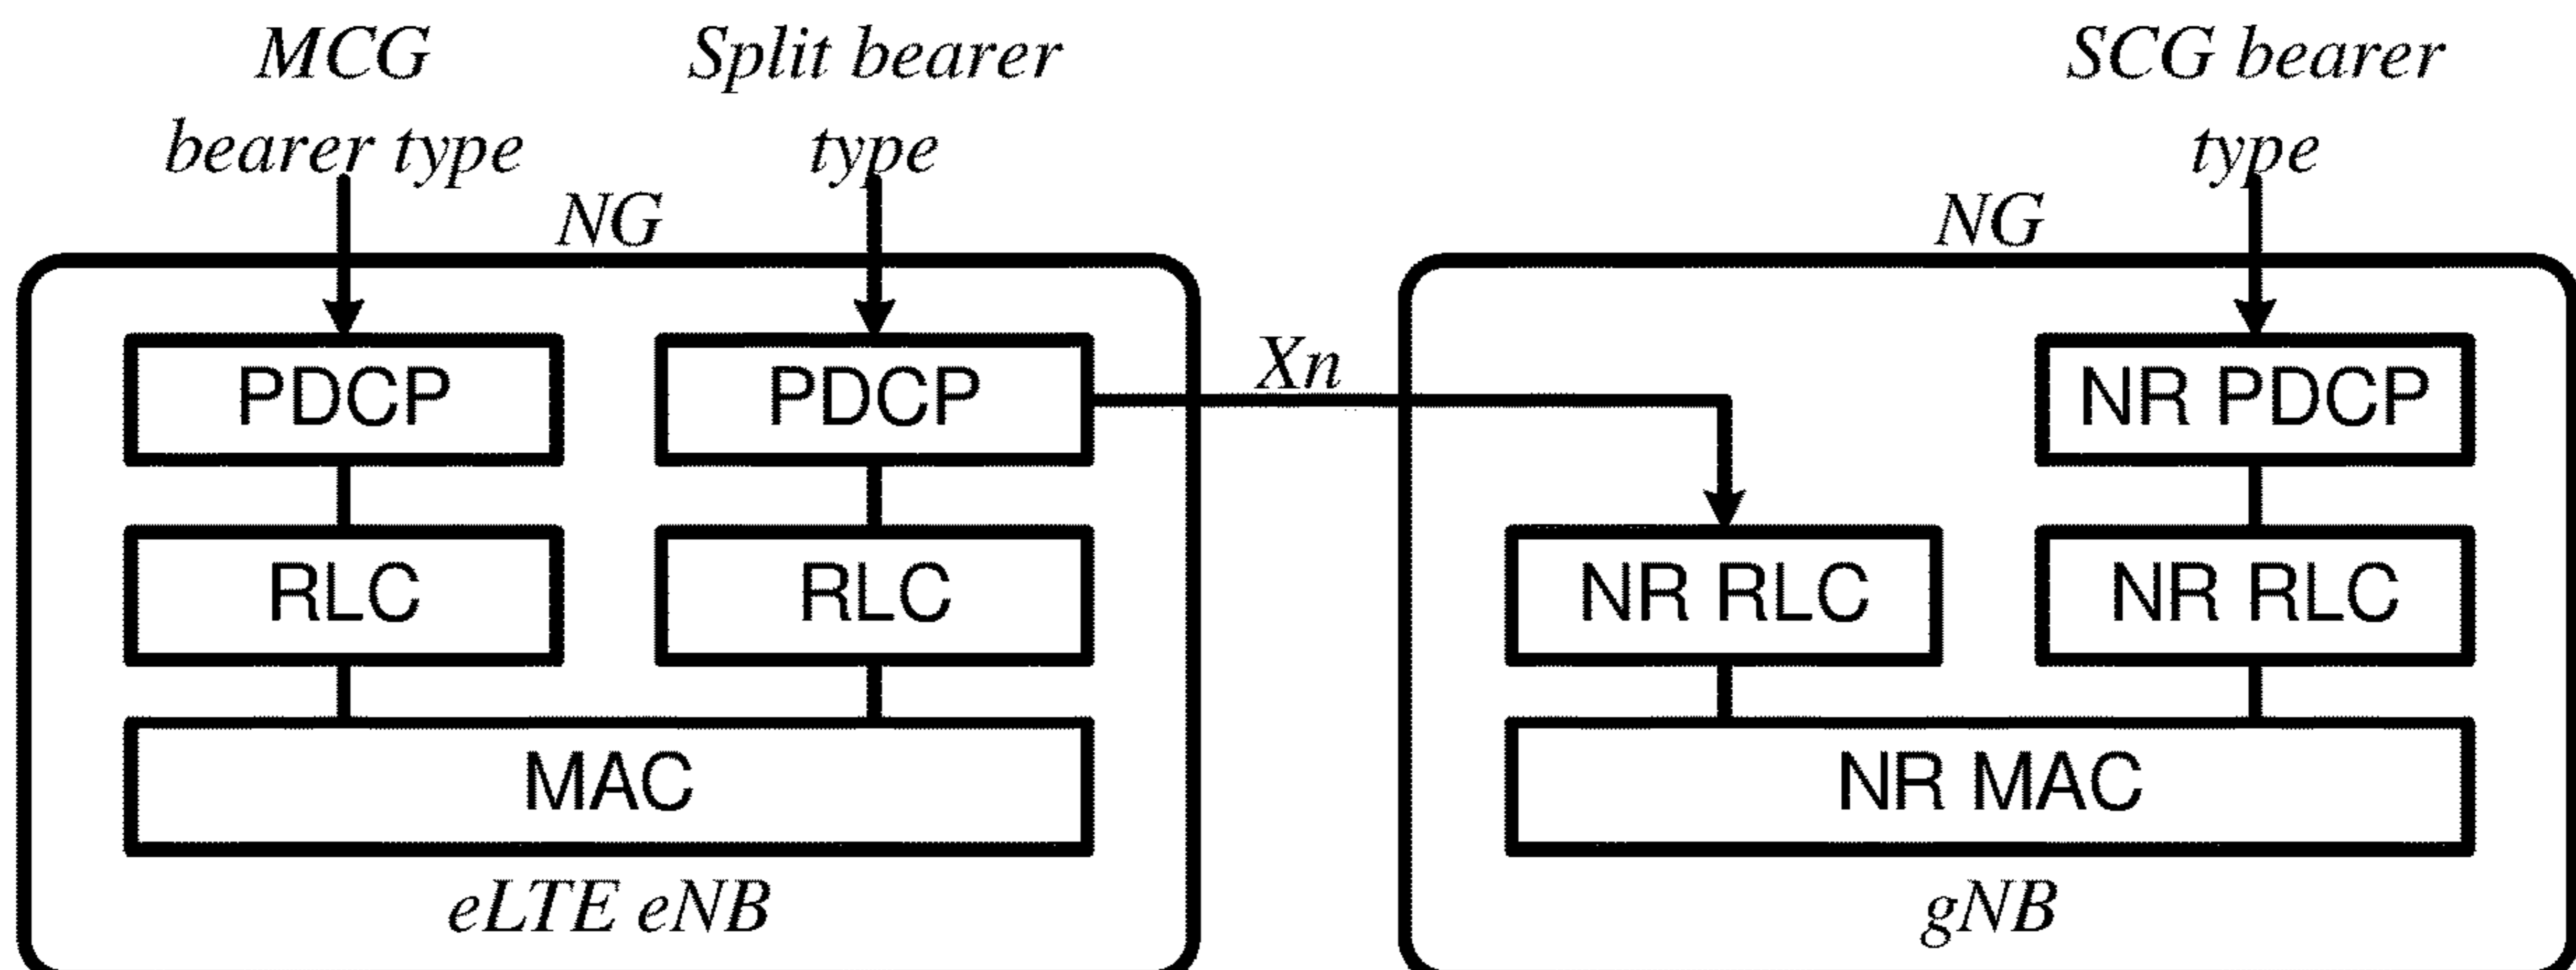 MCG
bearer type
Split bearer
type
SCG bearer
type
NG
NG
Xn
PDCP
PDCP
NR PDCP
RLC
RLC
NR RLC
NR RLC
MAC
NR MAC
eLTE eNB
gNB